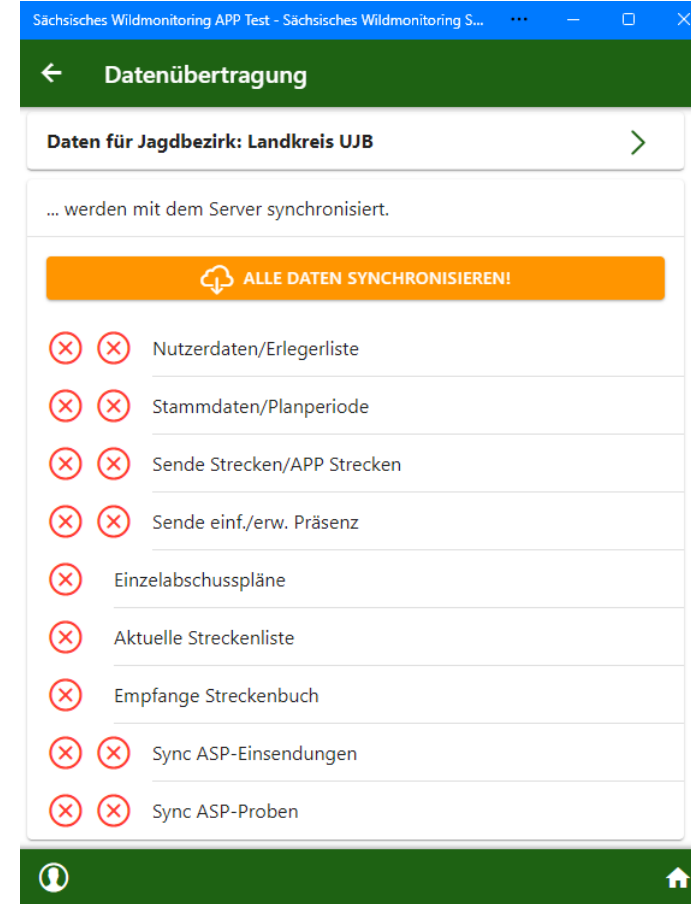 Sächsisches Wildmonitoring APP Test - Sächsisches Wildmonitoring S...
Datenübertragung
Daten für Jagdbezirk: Landkreis UJB
... werden mit dem Server synchronisiert.
ALLE DATEN SYNCHRONISIEREN!
Nutzerdaten/Erlegerliste
Stammdaten/Planperiode
Sende Strecken/APP Strecken
Sende einf./erw. Präsenz
Einzelabschusspläne
Aktuelle Streckenliste
Empfange Streckenbuch
Sync ASP-Einsendungen
Sync ASP-Proben